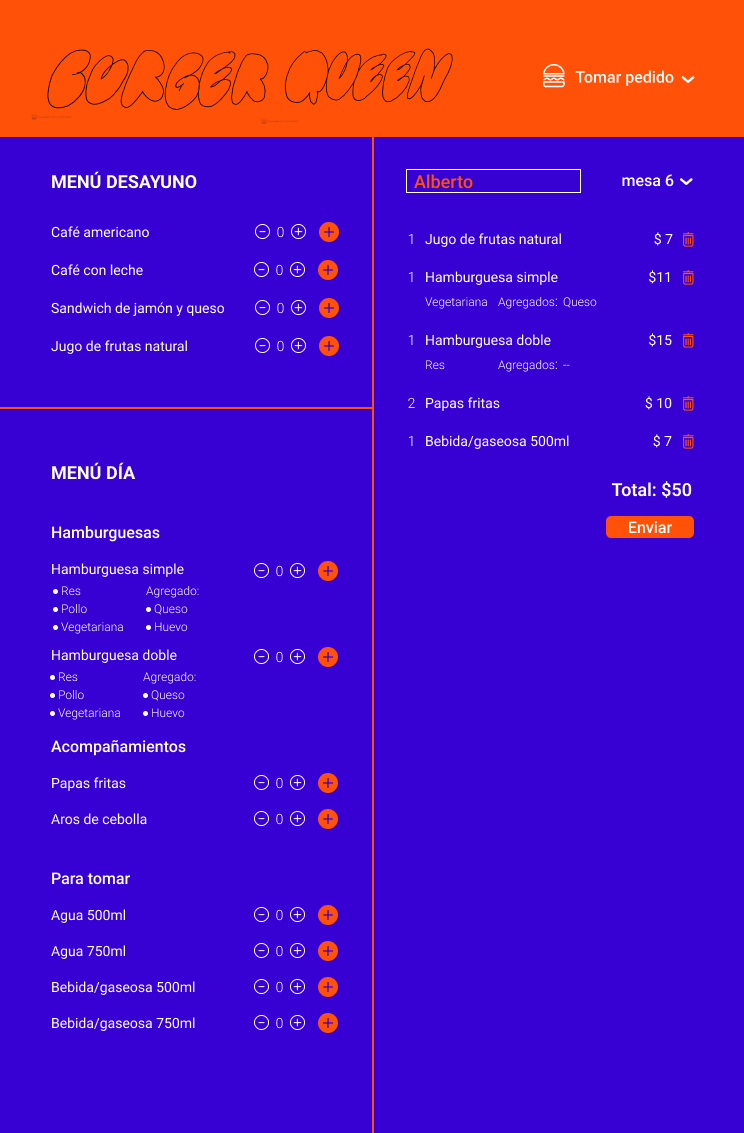 BURGER QUEEN
Tomar pedido
MENÚ DESAYUNO
Café americano 0
Café con leche 0
Sandwich de jamón y queso 0
Jugo de frutas natural 0
MENÚ DÍA
Hamburguesas
Hamburguesa simple 0
Res Agregado:
Pollo Queso
Vegetariana Huevo
Hamburguesa doble 0
Res Agregado:
Pollo Queso
Vegetariana Huevo
Acompañamientos
Papas fritas 0
Aros de cebolla 0
Para tomar
Agua 500ml 0
Agua 750ml 0
Bebida/gaseosa 500ml 0
Bebida/gaseosa 750ml 0
Alberto mesa 6
1 Jugo de frutas natural $ 7
1 Hamburguesa simple $11
Vegetariana Agregados: Queso
1 Hamburguesa doble $15
Res Agregados: --
2 Papas fritas $ 10
1 Bebida/gaseosa 500ml $ 7
Total: $50
Enviar